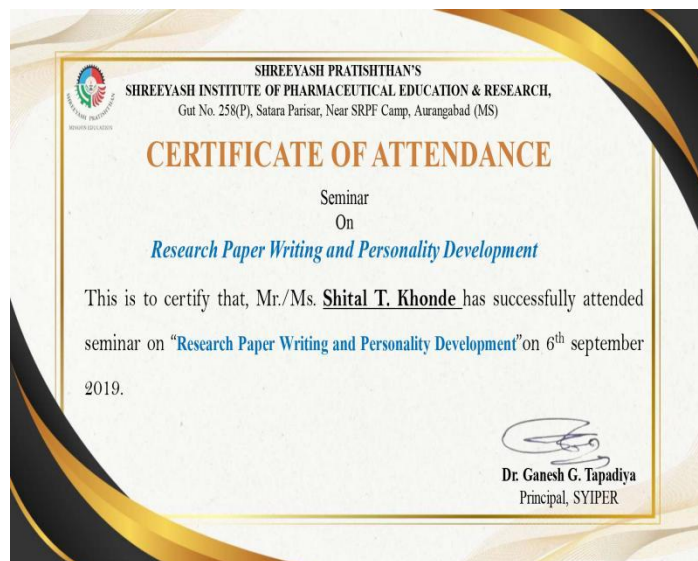 SHREEYASH PRATISHTHAN'S
SHREEYASH INSTITUTE OF PHARMACEUTICAL EDUCATION & RESEARCH,
Gut No. 258(P), Satara Parisar, Near SRPF Camp, Aurangabad (MS)
CERTIFICATE OF ATTENDANCE
Seminar
On
Research Paper Writing and Personality Development
This is to certify that, Mr./Ms. Shital T. Khonde has successfully attended
seminar on “Research Paper Writing and Personality Development”on 6th september
2019.
Dr. Ganesh G. Tapadiya
Principal, SYIPER